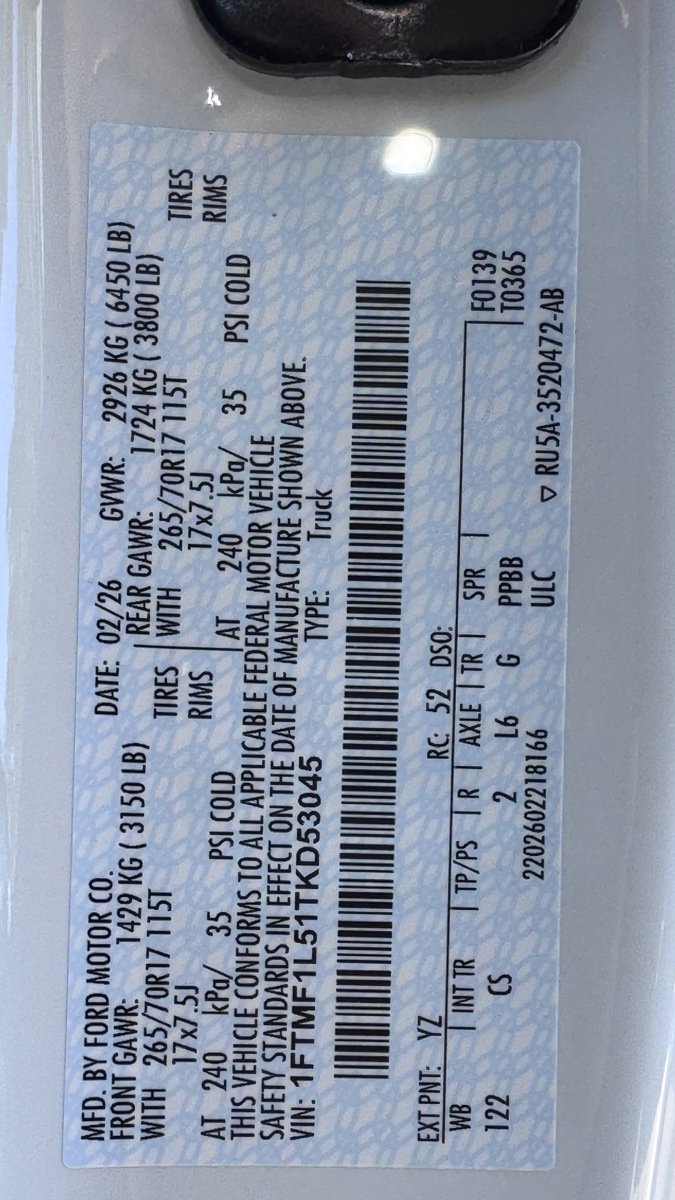 MFD. BY FORD MOTOR CO. DATE: 02/26 GVWR: 2926 KG ( 6450 LB)
FRONT GAWR: 1429 KG ( 3150 LB) REAR GAWR: 1724 KG ( 3800 LB)
WITH 265/70R17 115T TIRES WITH 265/70R17 115T TIRES
17x7.5J RIMS 17x7.5J RIMS
AT 240 kPa/ 35 PSI COLD AT 240 kPa/ 35 PSI COLD
THIS VEHICLE CONFORMS TO ALL APPLICABLE FEDERAL MOTOR VEHICLE
SAFETY STANDARDS IN EFFECT ON THE DATE OF MANUFACTURE SHOWN ABOVE.
VIN: 1FTMF1L51TKD53045 TYPE: Truck
EXT PNT: YZ RC: 52 DSO:
WB INT TR TP/PS R AXLE TR SPR F0139
122 CS 2 L6 G PPBB T0365
2202602218166 ULC ▽ RU5A-3520472-AB